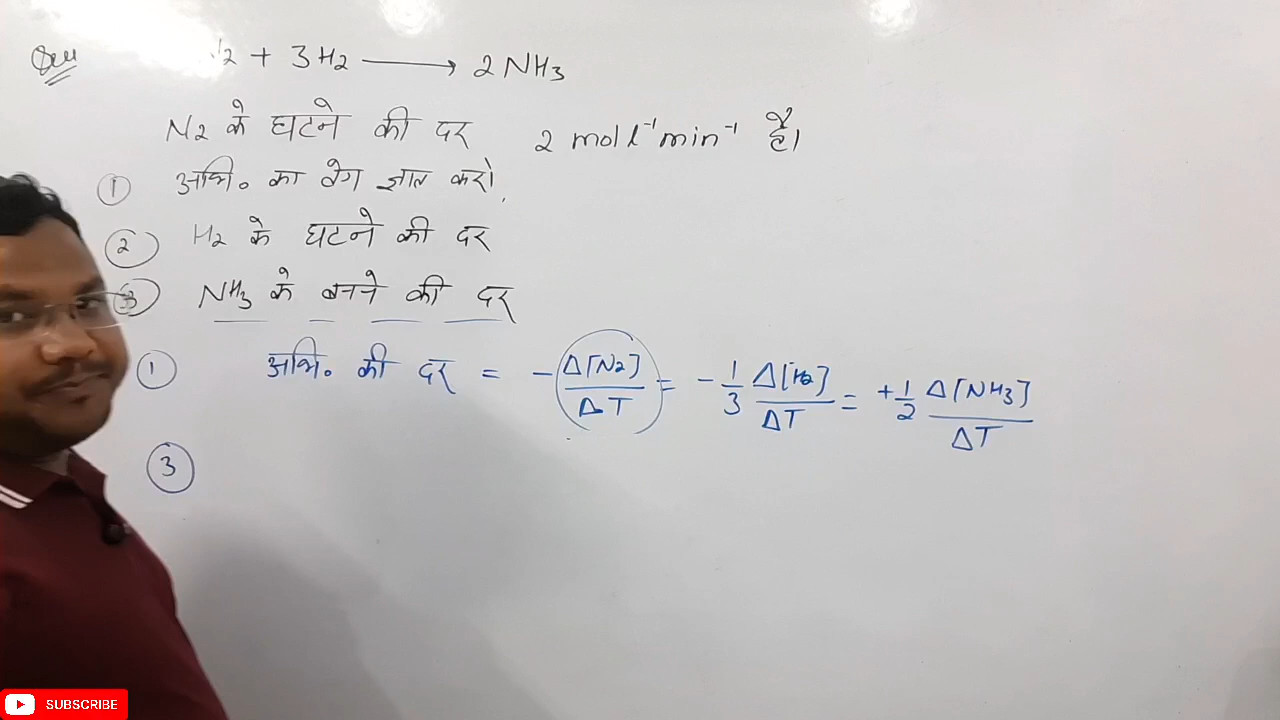 Que
2 + 3H2 ⟶ 2NH3
N2 के घटने की दर 2 mol l⁻¹ min⁻¹ है।
① अभि० का वेग ज्ञात करो।
② H2 के घटने की दर
③ NH3 के बनने की दर
① अभि० की दर = - Δ[N2]/ΔT = - 1/3 Δ[H2]/ΔT = + 1/2 Δ[NH3]/ΔT
③
SUBSCRIBE